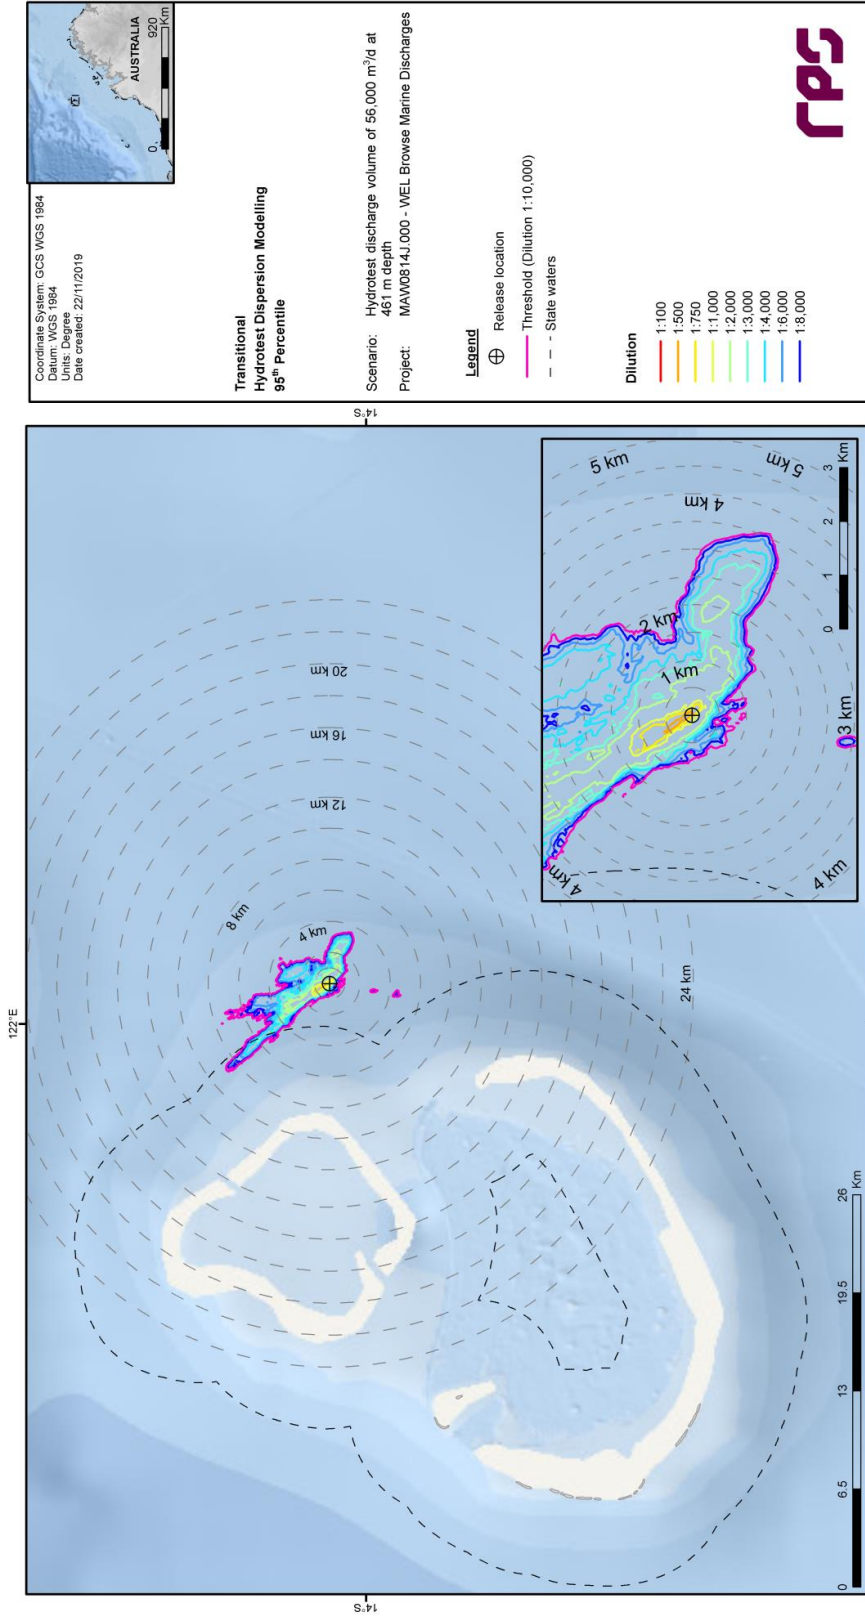 Coordinate System: GCS WGS 1984
Datum: WGS 1984
Units: Degree
Date created: 22/11/2019
AUSTRALIA
0
920
Km
Transitional
Hydrotest Dispersion Modelling
95th Percentile
Scenario: Hydrotest discharge volume of 56,000 m3/d at
461 m depth
Project: MAW0814J.000 - WEL Browse Marine Discharges
Legend
Release location
Threshold (Dilution 1:10,000)
State waters
Dilution
1:100
1:500
1:750
1:1,000
1:2,000
1:3,000
1:4,000
1:6,000
1:8,000
rps
122°E
14°S
14°S
4 km
8 km
12 km
16 km
20 km
24 km
0 6.5 13 19.5 26
Km
1 km
2 km
3 km
4 km
4 km
4 km
5 km
5 km
0 1 2 3
Km